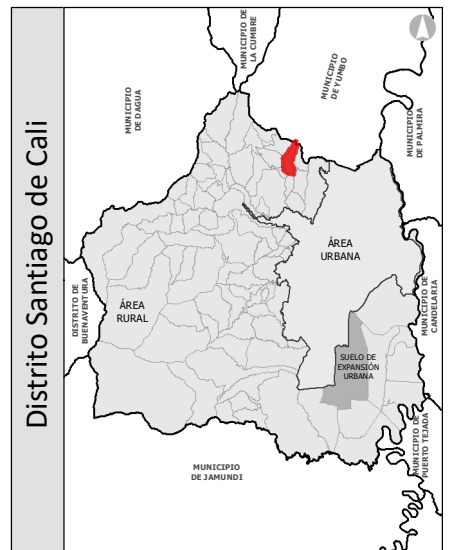 Distrito Santiago de Cali
MUNICIPIO DE
LA CUMBRE
MUNICIPIO
DE YUMBO
MUNICIPIO
DE DAGUA
MUNICIPIO
DE PALMIRA
ÁREA
URBANA
DISTRITO DE
BUENAVENTURA
ÁREA
RURAL
MUNICIPIO DE
CANDELARIA
SUELO DE
EXPANSIÓN
URBANA
MUNICIPIO DE
PUERTO TEJADA
MUNICIPIO
DE JAMUNDI